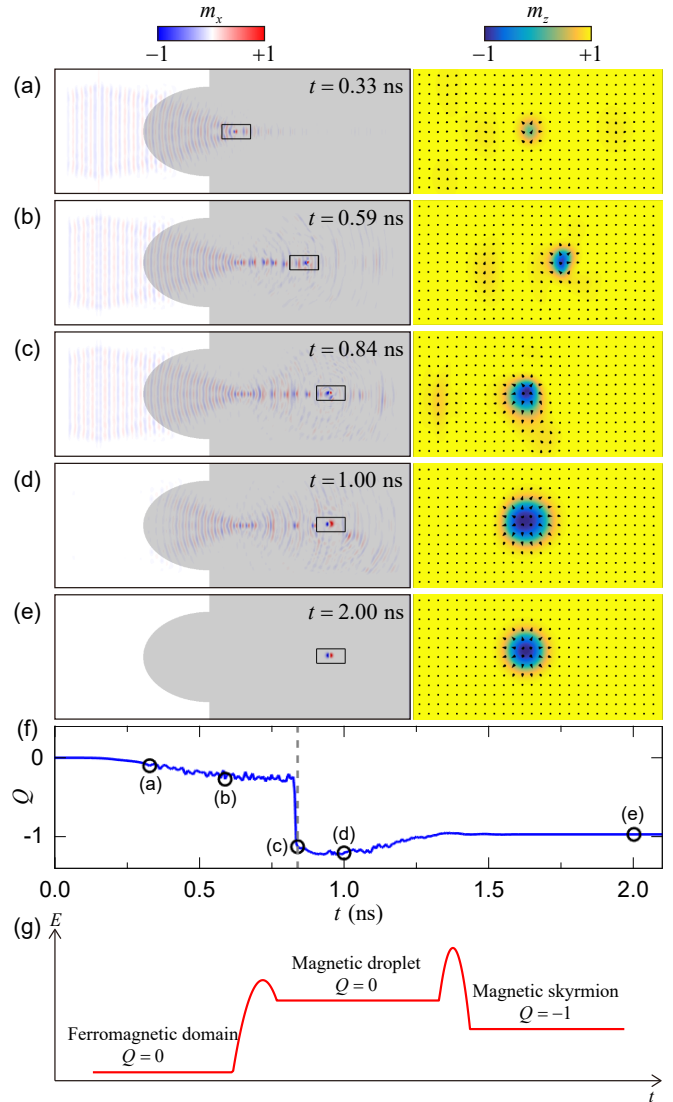 m_x
m_z
−1 +1
−1 +1
(a) t = 0.33 ns
(b) t = 0.59 ns
(c) t = 0.84 ns
(d) t = 1.00 ns
(e) t = 2.00 ns
(f)
0
-1
Q
(a)
(b)
(c)
(d)
(e)
0.0 0.5 1.0 1.5 2.0
t (ns)
(g)
E
Magnetic droplet
Q = 0
Magnetic skyrmion
Q = −1
Ferromagnetic domain
Q = 0
t